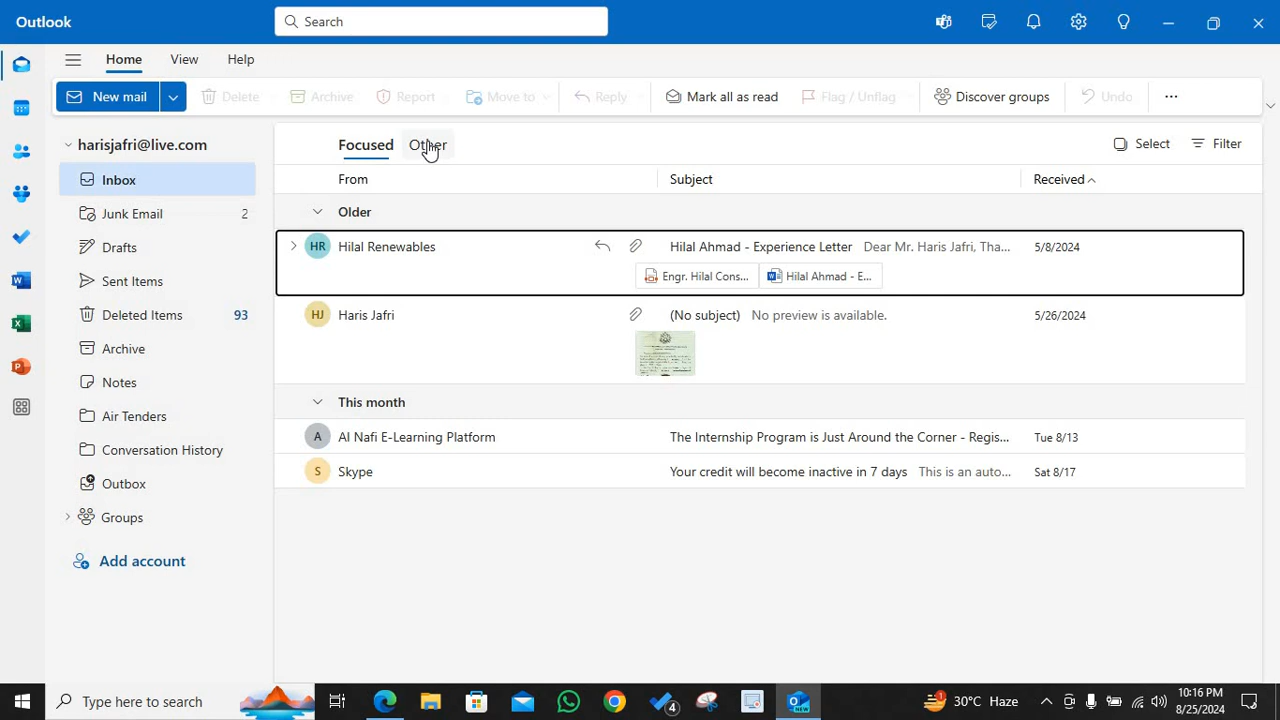 Outlook
Search
Home View Help
New mail Delete Archive Report Move to Reply Mark all as read Flag / Unflag Discover groups Undo ...
harisjafri@live.com
Inbox
Junk Email 2
Drafts
Sent Items
Deleted Items 93
Archive
Notes
Air Tenders
Conversation History
Outbox
Groups
Add account
Focused Other Select Filter
From Subject Received
Older
HR Hilal Renewables Hilal Ahmad - Experience Letter Dear Mr. Haris Jafri, Tha... 5/8/2024
Engr. Hilal Cons... Hilal Ahmad - E...
HJ Haris Jafri (No subject) No preview is available. 5/26/2024
This month
A Al Nafi E-Learning Platform The Internship Program is Just Around the Corner - Regis... Tue 8/13
S Skype Your credit will become inactive in 7 days This is an auto... Sat 8/17
Type here to search 4 1 30°C Haze 10:16 PM
8/25/2024